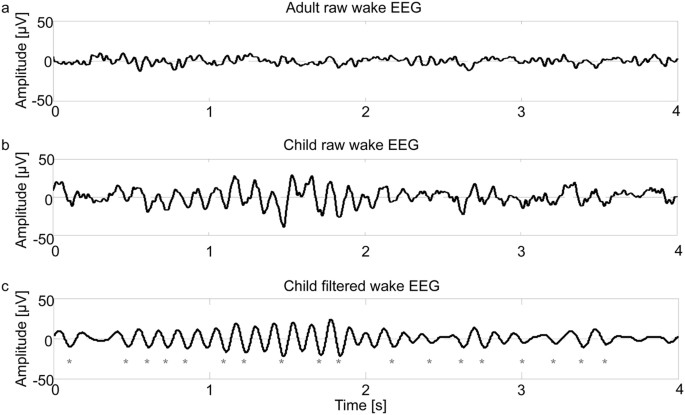 a
Adult raw wake EEG
Amplitude [µV]
50
0
-50
0 1 2 3 4
b
Child raw wake EEG
Amplitude [µV]
50
0
-50
0 1 2 3 4
c
Child filtered wake EEG
Amplitude [µV]
50
0
-50
* * * * * * * * * * * * * * * * * *
0 1 2 3 4
Time [s]